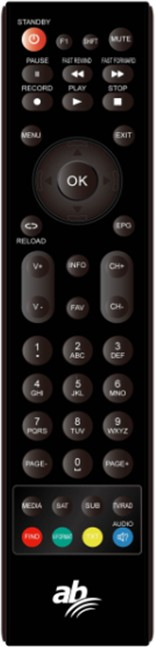 STANDBY
F1 SHIFT MUTE
PAUSE FAST REWIND FAST FORWARD
RECORD PLAY STOP
MENU EXIT
OK
RELOAD
EPG
V+ INFO CH+
V- FAV CH-
1 2 ABC 3 DEF
4 GHI 5 JKL 6 MNO
7 PQRS 8 TUV 9 WXYZ
PAGE- 0 PAGE+
MEDIA SAT SUB TV/RAD
AUDIO
FIND TXT
ab